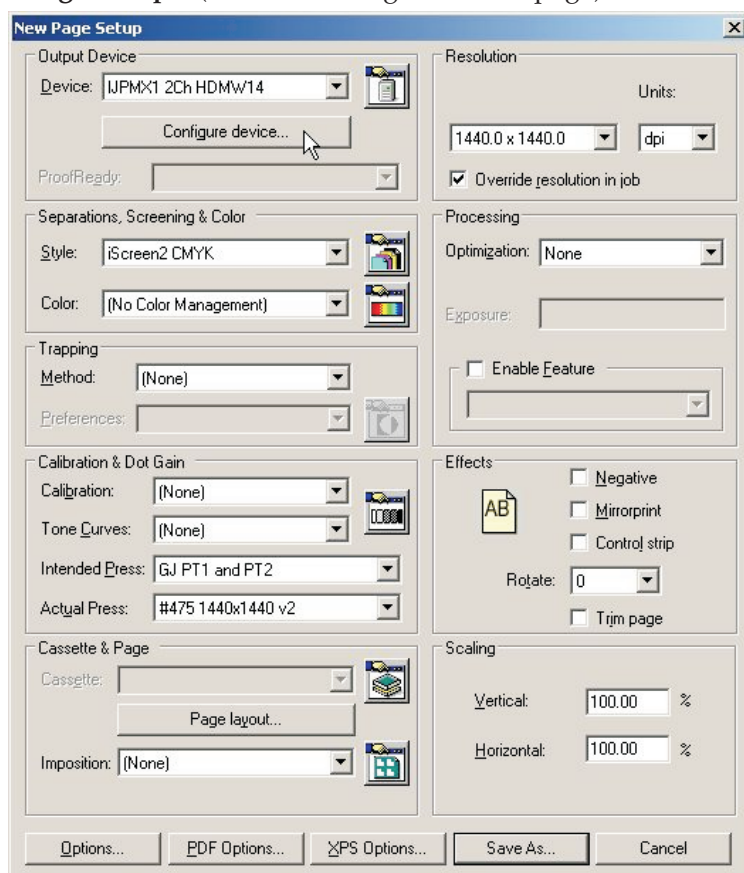 New Page Setup
Output Device
Device: IJPMX1 2Ch HDMW14
Configure device...
ProofReady:
Separations, Screening & Color
Style: iScreen2 CMYK
Color: (No Color Management)
Trapping
Method: (None)
Preferences:
Calibration & Dot Gain
Calibration: (None)
Tone Curves: (None)
Intended Press: GJ PT1 and PT2
Actual Press: #475 1440x1440 v2
Cassette & Page
Cassette:
Page layout...
Imposition: (None)
Resolution
Units:
1440.0 x 1440.0 dpi
Override resolution in job
Processing
Optimization: None
Exposure:
Enable Feature
Effects
AB
Negative
Mirrorprint
Control strip
Rotate: 0
Trim page
Scaling
Vertical: 100.00 %
Horizontal: 100.00 %
Options... PDF Options... XPS Options... Save As... Cancel